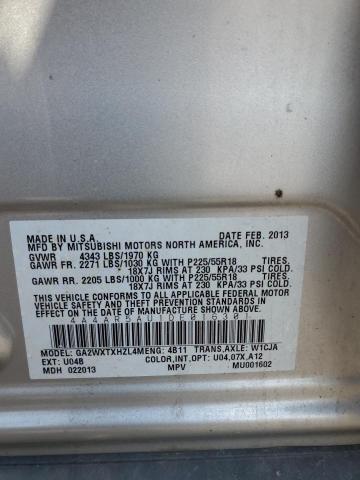 MADE IN U.S.A. DATE FEB. 2013
MFD BY MITSUBISHI MOTORS NORTH AMERICA, INC.
GVWR 4343 LBS/1970 KG
GAWR FR. 2271 LBS/1030 KG WITH P225/55R18 TIRES.
18X7J RIMS AT 230 KPA/33 PSI COLD.
GAWR RR. 2205 LBS/1000 KG WITH P225/55R18 TIRES.
18X7J RIMS AT 230 KPA/33 PSI COLD.
THIS VEHICLE CONFORMS TO ALL APPLICABLE FEDERAL MOTOR
VEHICLE SAFETY AND THEFT PREVENTION STANDARDS IN EFFECT
ON THE DATE OF MANUFACTURE SHOWN ABOVE.
4A4AR5AU1DE016301
MODEL: GA2WXTXHZL4M ENG: 4B11 TRANS,AXLE: W1CJA
EXT: U04B COLOR,INT,OPT: U04,07X,A12
MDH 022013 MPV MU001602